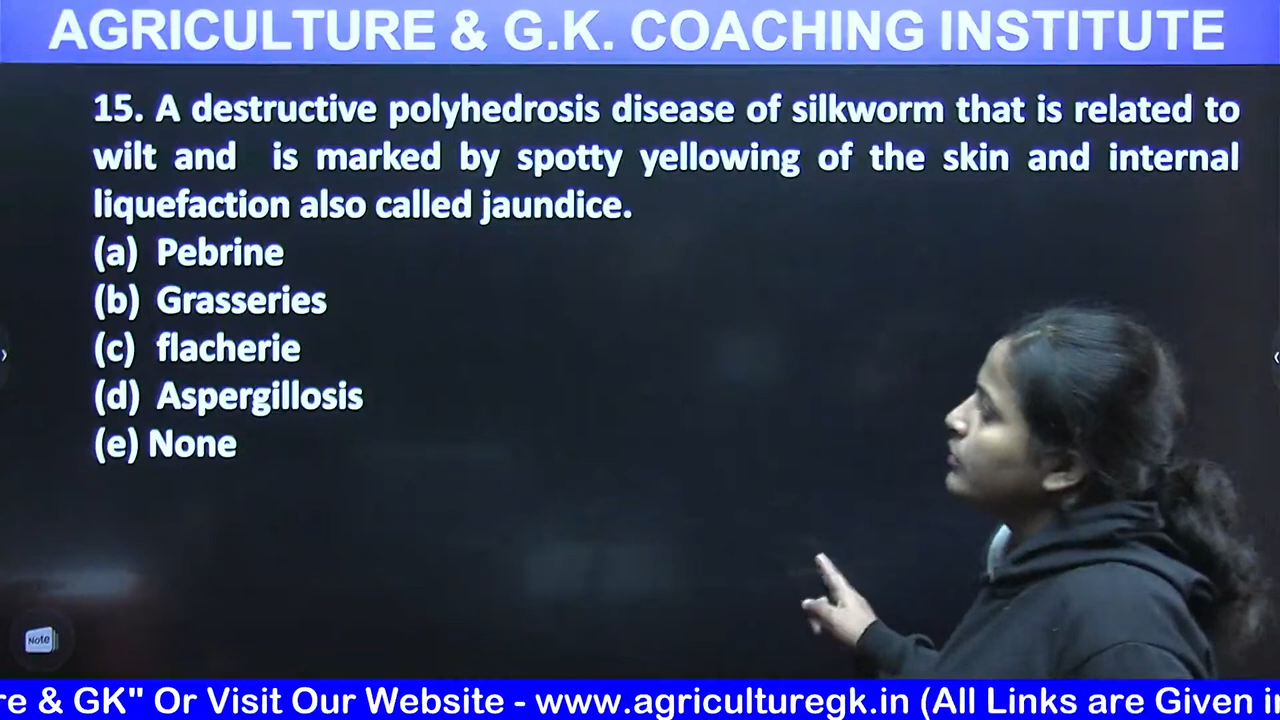 AGRICULTURE & G.K. COACHING INSTITUTE
15. A destructive polyhedrosis disease of silkworm that is related to
wilt and is marked by spotty yellowing of the skin and internal
liquefaction also called jaundice.
(a) Pebrine
(b) Grasseries
(c) flacherie
(d) Aspergillosis
(e) None
Note
re & GK" Or Visit Our Website - www.agriculturegk.in (All Links are Given i